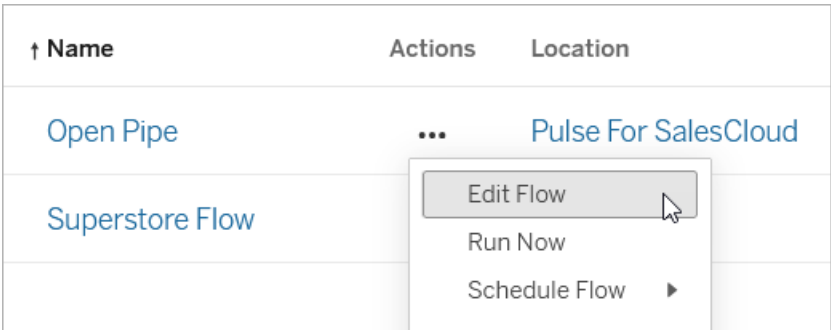 ↑ Name Actions Location
Open Pipe ••• Pulse For SalesCloud
Edit Flow
Superstore Flow
Run Now
Schedule Flow ▸